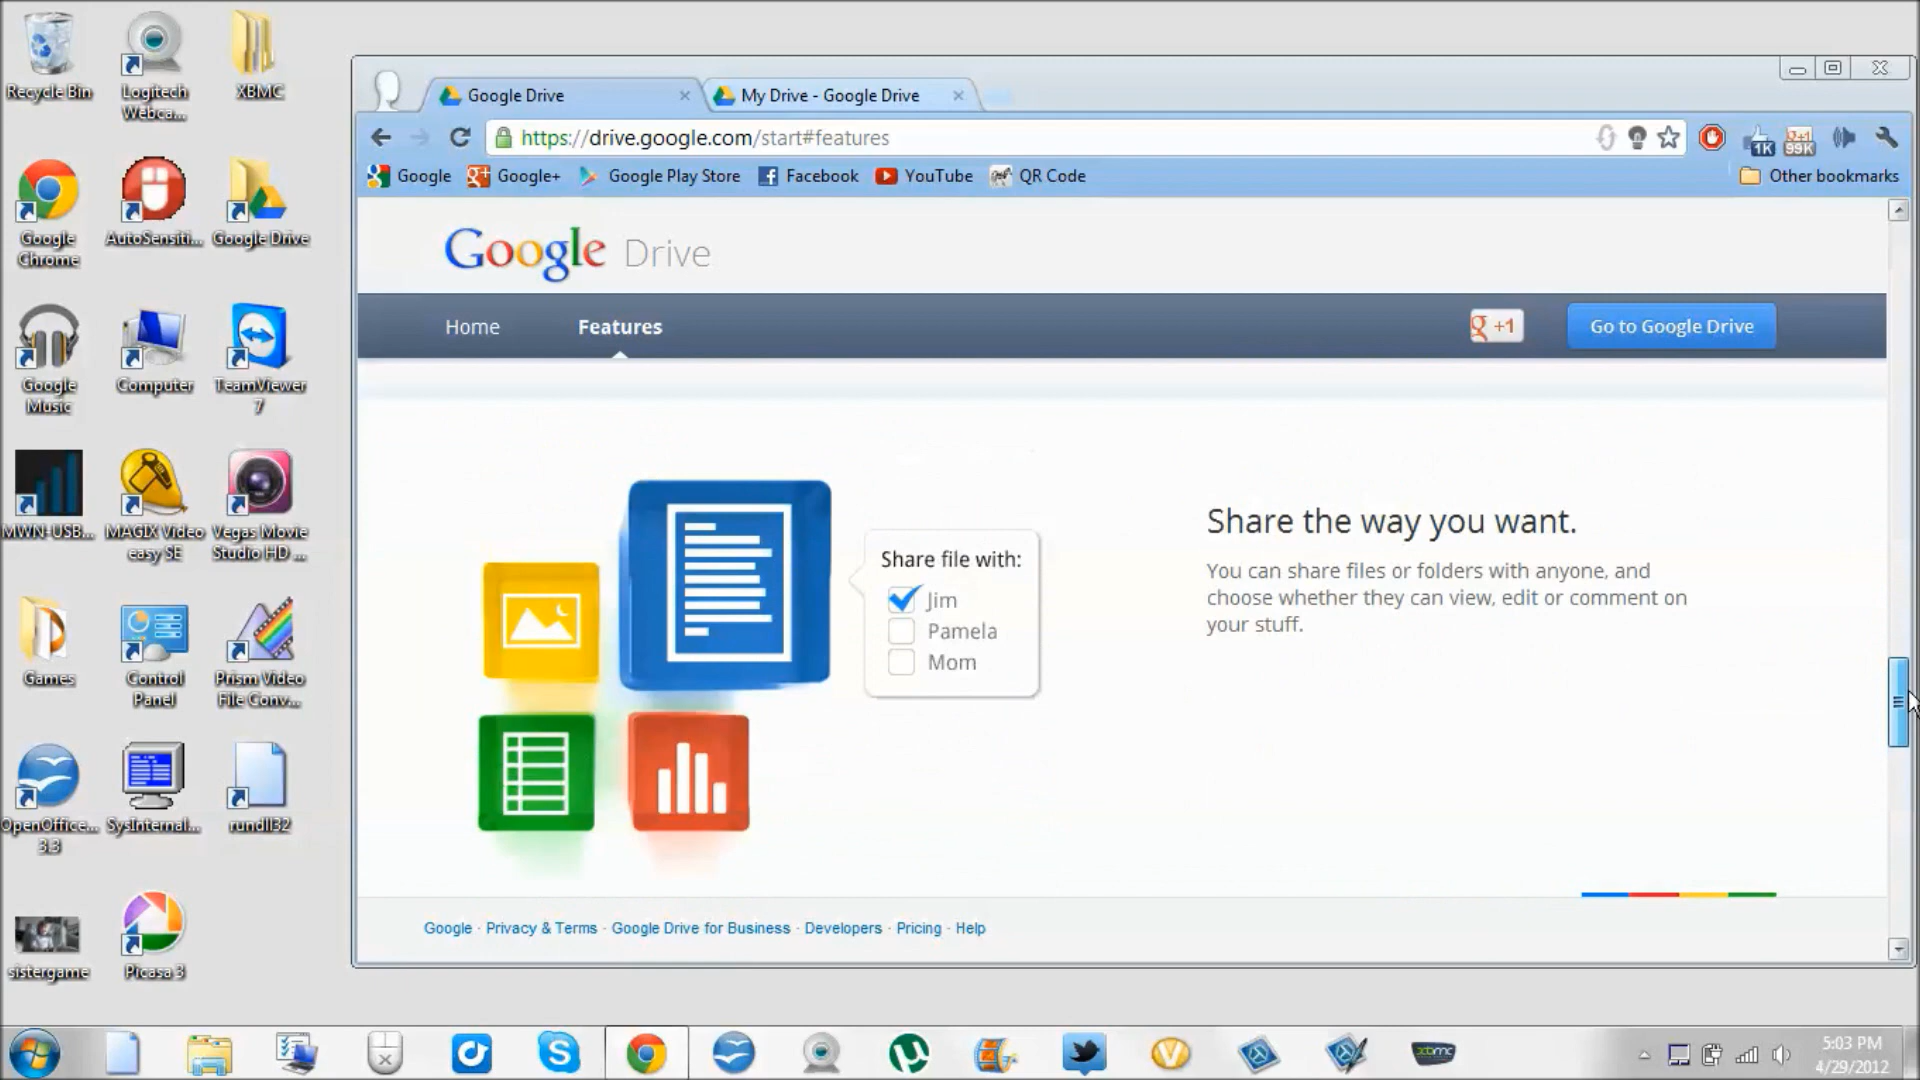 Recycle Bin
Logitech
Webca...
XBMC
Google
Chrome
AutoSensiti...
Google Drive
Google
Music
Computer
TeamViewer
7
MWN-USB...
MAGIX Video
easy SE
Vegas Movie
Studio HD ...
Games
Control
Panel
Prism Video
File Conv...
OpenOffice...
3.3
SysInternal...
rundll32
sistergame
Picasa 3
Google Drive
My Drive - Google Drive
https://drive.google.com/start#features
1K
g+1
99K
Google
Google+
Google Play Store
Facebook
YouTube
QR Code
Other bookmarks
Google Drive
Home
Features
g +1
Go to Google Drive
Share file with:
Jim
Pamela
Mom
Share the way you want.
You can share files or folders with anyone, and
choose whether they can view, edit or comment on
your stuff.
Google · Privacy & Terms · Google Drive for Business · Developers · Pricing · Help
xbmc
5:03 PM
4/29/2012